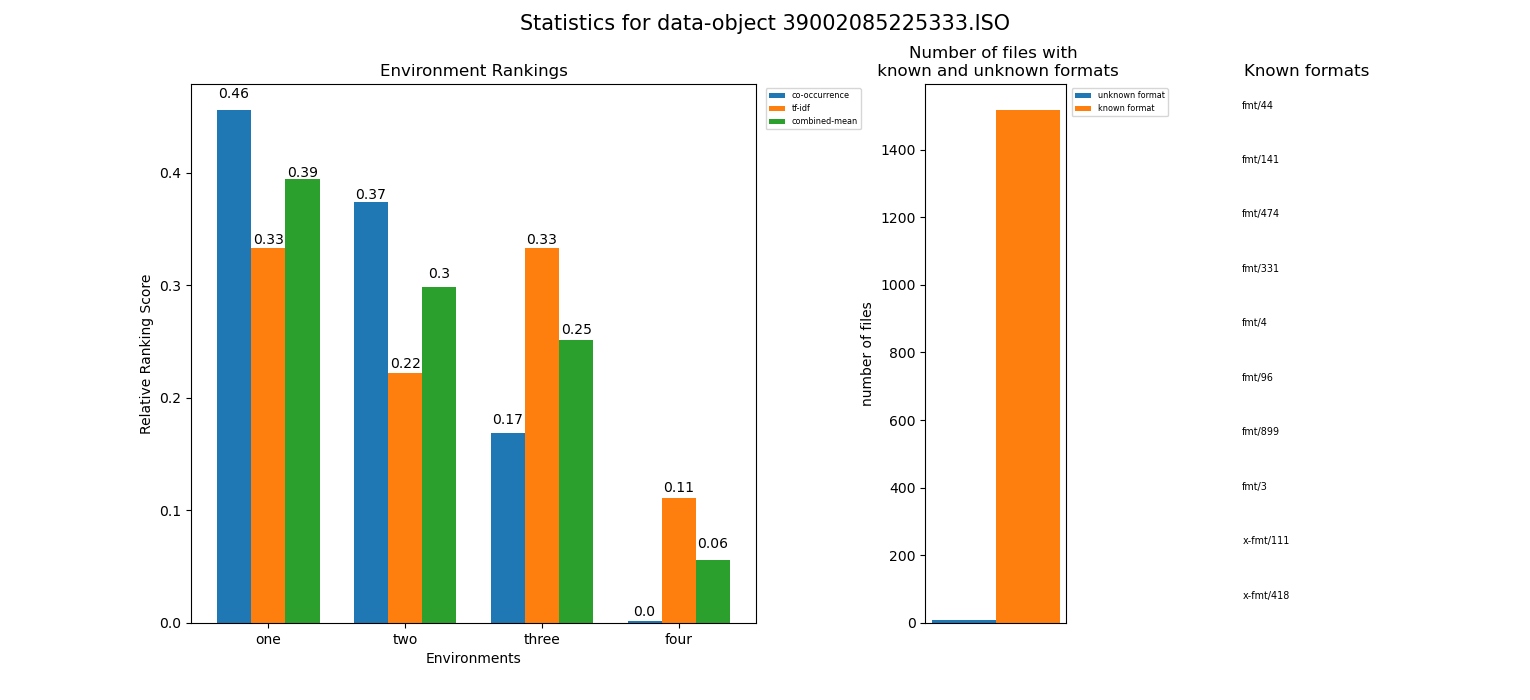 Statistics for data-object 39002085225333.ISO
Environment Rankings
Relative Ranking Score
0.4
0.3
0.2
0.1
0.0
0.46
0.33
0.39
0.37
0.22
0.3
0.17
0.33
0.25
0.0
0.11
0.06
one
two
three
four
Environments
co-occurrence
tf-idf
combined-mean
Number of files with
known and unknown formats
number of files
1400
1200
1000
800
600
400
200
0
unknown format
known format
Known formats
fmt/44
fmt/141
fmt/474
fmt/331
fmt/4
fmt/96
fmt/899
fmt/3
x-fmt/111
x-fmt/418